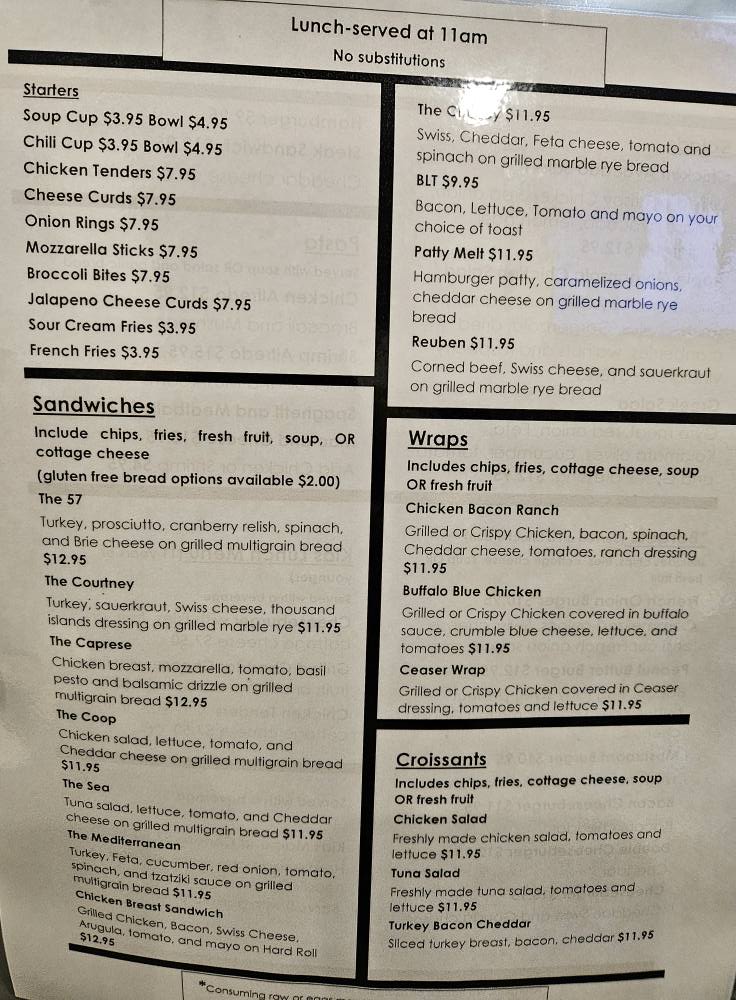 Lunch-served at 11am
No substitutions
Starters
Soup Cup $3.95 Bowl $4.95
Chili Cup $3.95 Bowl $4.95
Chicken Tenders $7.95
Cheese Curds $7.95
Onion Rings $7.95
Mozzarella Sticks $7.95
Broccoli Bites $7.95
Jalapeno Cheese Curds $7.95
Sour Cream Fries $3.95
French Fries $3.95
Sandwiches
Include chips, fries, fresh fruit, soup, OR
cottage cheese
(gluten free bread options available $2.00)
The 57
Turkey, prosciutto, cranberry relish, spinach,
and Brie cheese on grilled multigrain bread
$12.95
The Courtney
Turkey, sauerkraut, Swiss cheese, thousand
islands dressing on grilled marble rye $11.95
The Caprese
Chicken breast, mozzarella, tomato, basil
pesto and balsamic drizzle on grilled
multigrain bread $12.95
The Coop
Chicken salad, lettuce, tomato, and
Cheddar cheese on grilled multigrain bread
$11.95
The Sea
Tuna salad, lettuce, tomato, and Cheddar
cheese on grilled multigrain bread $11.95
The Mediterranean
Turkey, Feta, cucumber, red onion, tomato,
spinach, and tzatziki sauce on grilled
multigrain bread $11.95
Chicken Breast Sandwich
Grilled Chicken, Bacon, Swiss Cheese,
Arugula, tomato, and mayo on Hard Roll
$12.95
The $11.95
Swiss, Cheddar, Feta cheese, tomato and
spinach on grilled marble rye bread
BLT $9.95
Bacon, Lettuce, Tomato and mayo on your
choice of toast
Patty Melt $11.95
Hamburger patty, caramelized onions,
cheddar cheese on grilled marble rye
bread
Reuben $11.95
Corned beef, Swiss cheese, and sauerkraut
on grilled marble rye bread
Wraps
Includes chips, fries, cottage cheese, soup
OR fresh fruit
Chicken Bacon Ranch
Grilled or Crispy Chicken, bacon, spinach,
Cheddar cheese, tomatoes, ranch dressing
$11.95
Buffalo Blue Chicken
Grilled or Crispy Chicken covered in buffalo
sauce, crumble blue cheese, lettuce, and
tomatoes $11.95
Ceaser Wrap
Grilled or Crispy Chicken covered in Ceaser
dressing, tomatoes and lettuce $11.95
Croissants
Includes chips, fries, cottage cheese, soup
OR fresh fruit
Chicken Salad
Freshly made chicken salad, tomatoes and
lettuce $11.95
Tuna Salad
Freshly made tuna salad, tomatoes and
lettuce $11.95
Turkey Bacon Cheddar
Sliced turkey breast, bacon, cheddar $11.95
*Consuming raw or